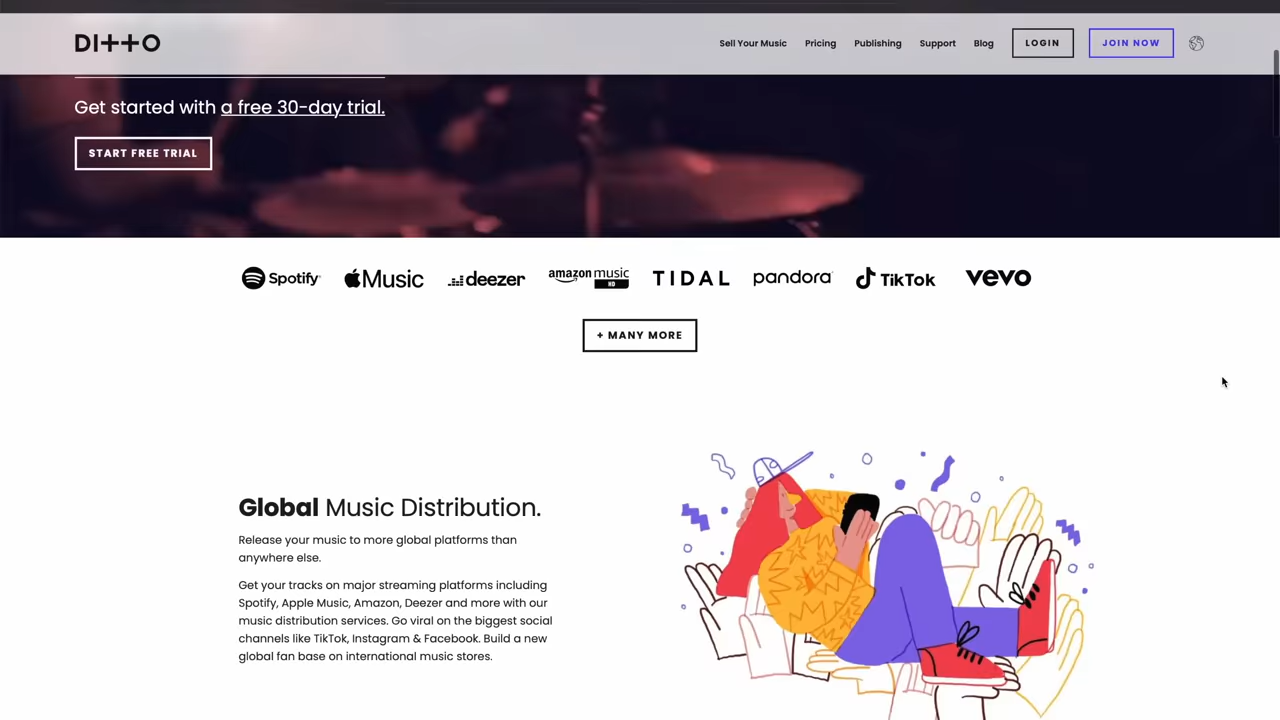 DITTO
Sell Your Music
Pricing
Publishing
Support
Blog
LOGIN
JOIN NOW
Get started with a free 30-day trial.
START FREE TRIAL
Spotify
Music
deezer
amazon music HD
TIDAL
pandora
TikTok
vevo
+ MANY MORE
Global Music Distribution.
Release your music to more global platforms than
anywhere else.
Get your tracks on major streaming platforms including
Spotify, Apple Music, Amazon, Deezer and more with our
music distribution services. Go viral on the biggest social
channels like TikTok, Instagram & Facebook. Build a new
global fan base on international music stores.